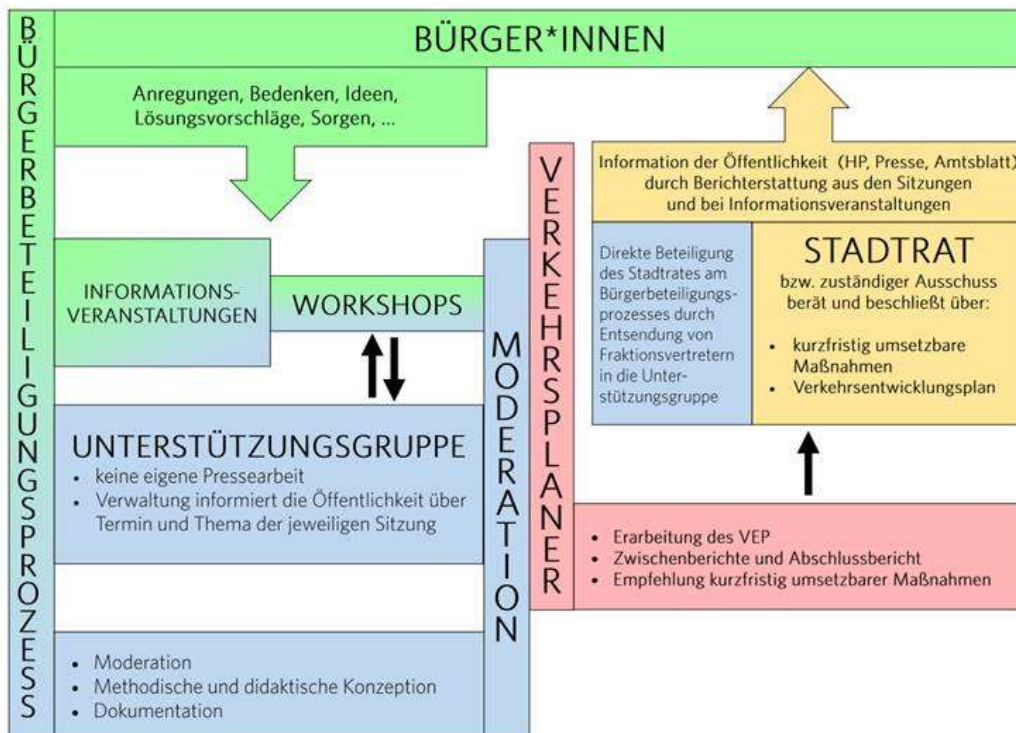 BÜRGERBETEILIGUNGSPROZESS
BÜRGER*INNEN
Anregungen, Bedenken, Ideen,
Lösungsvorschläge, Sorgen, ...
INFORMATIONS-
VERANSTALTUNGEN
WORKSHOPS
UNTERSTÜTZUNGSGRUPPE
• keine eigene Pressearbeit
• Verwaltung informiert die Öffentlichkeit über
Termin und Thema der jeweiligen Sitzung
• Moderation
• Methodische und didaktische Konzeption
• Dokumentation
MODERATION
VERKEHRSPLANER
Information der Öffentlichkeit (HP, Presse, Amtsblatt)
durch Berichterstattung aus den Sitzungen
und bei Informationsveranstaltungen
Direkte Beteiligung
des Stadtrates am
Bürgerbeteiligungs-
prozesses durch
Entsendung von
Fraktionsvertretern
in die Unter-
stützungsgruppe
STADTRAT
bzw. zuständiger Ausschuss
berät und beschließt über:
• kurzfristig umsetzbare
Maßnahmen
• Verkehrsentwicklungsplan
• Erarbeitung des VEP
• Zwischenberichte und Abschlussbericht
• Empfehlung kurzfristig umsetzbarer Maßnahmen